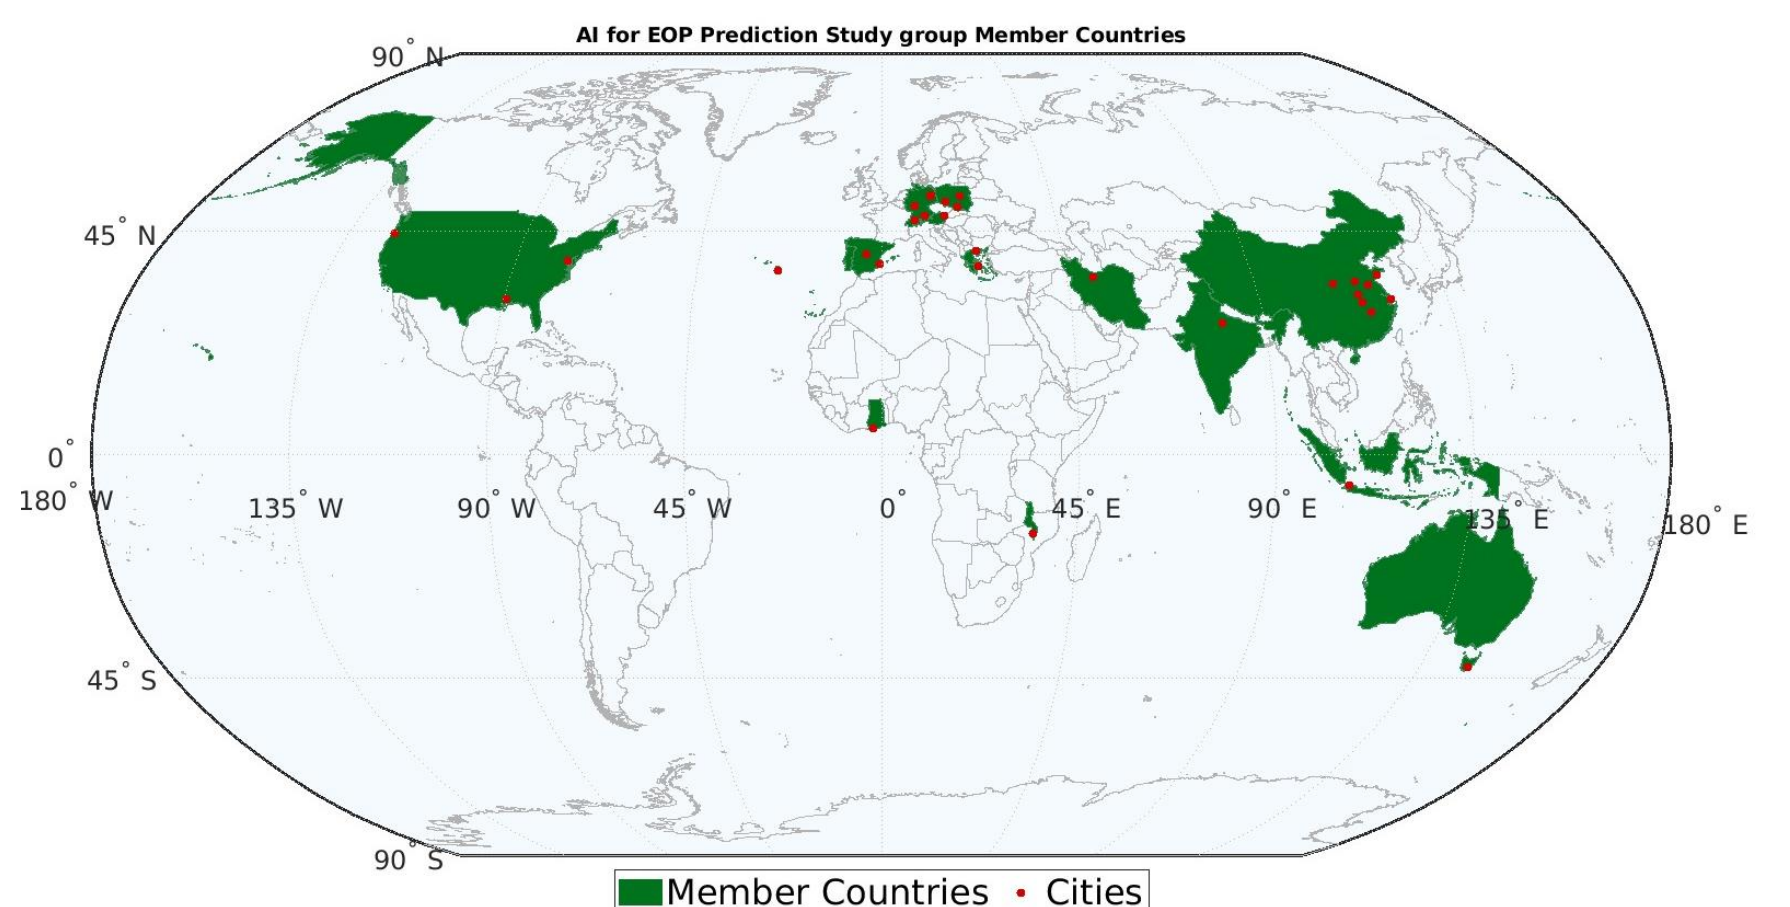 AI for EOP Prediction Study group Member Countries
90° N
45° N
0°
180° W
135° W
90° W
45° W
0°
45° E
90° E
135° E
180° E
45° S
90° S
Member Countries
Cities